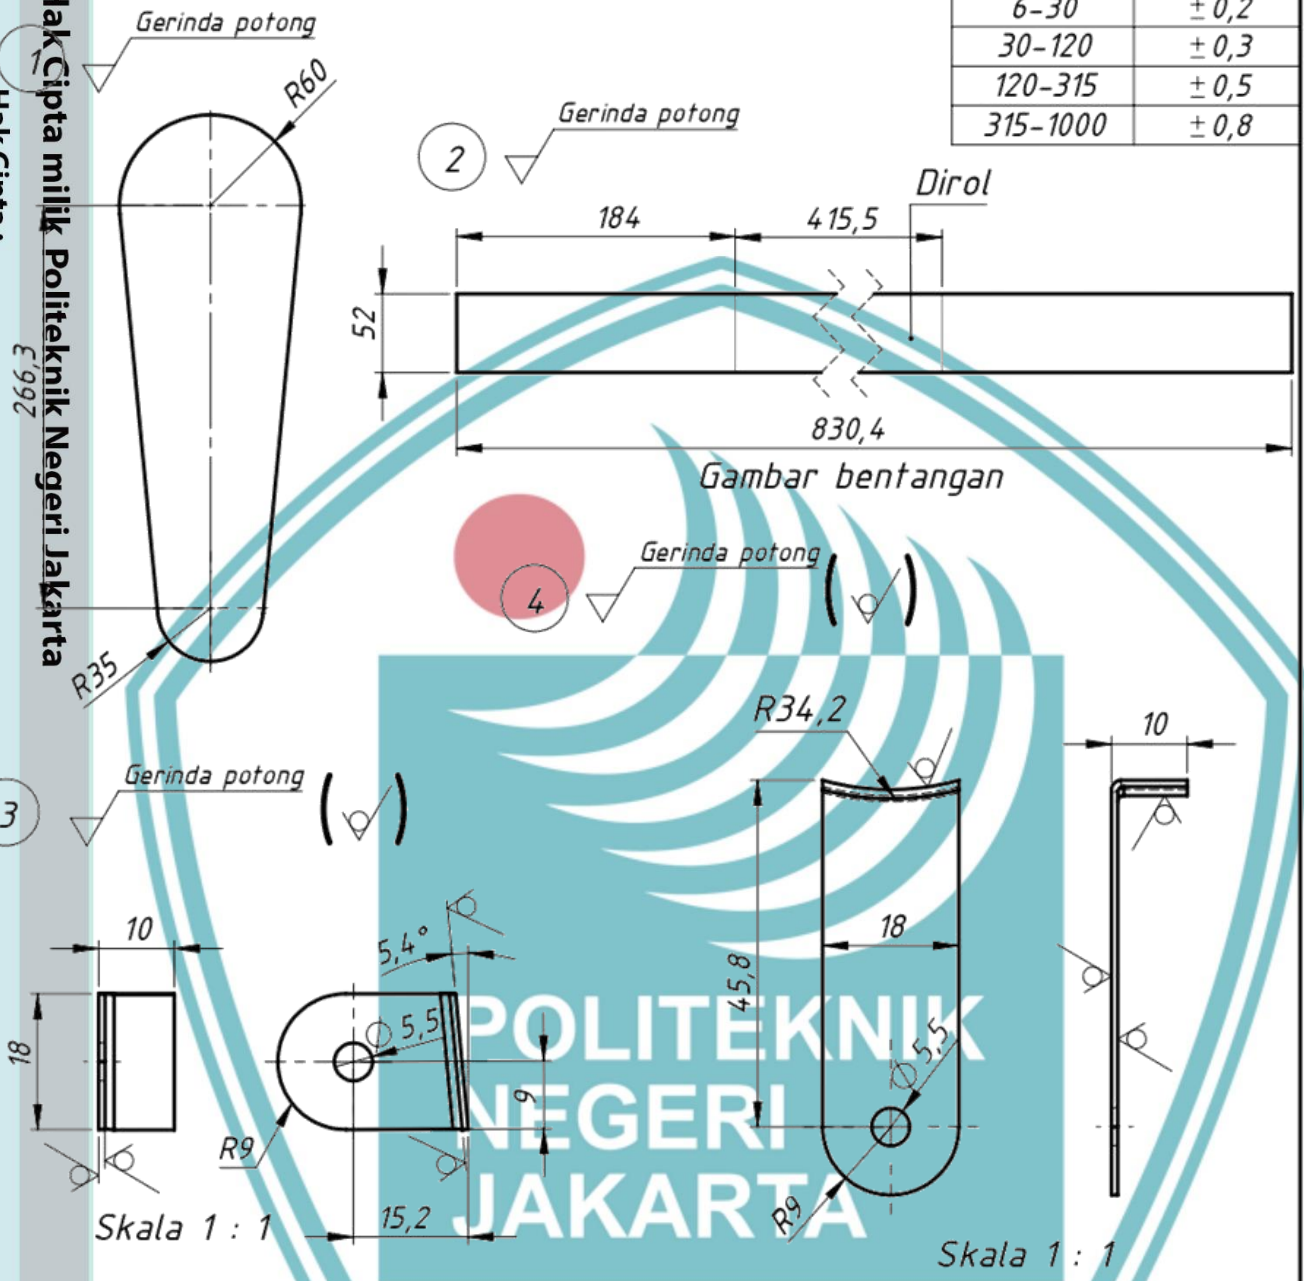 Gerinda potong
1
R60
266,3
R35
6-30 ± 0,2
30-120 ± 0,3
120-315 ± 0,5
315-1000 ± 0,8
2
Gerinda potong
Dirol
184
415,5
52
830,4
Gambar bentangan
4
Gerinda potong
3
Gerinda potong
10
18
5,4°
∅ 5,5
9
R9
15,2
Skala 1 : 1
R34,2
10
18
45,8
∅ 5,5
R9
Skala 1 : 1
POLITEKNIK
NEGERI
JAKARTA
Hak Cipta milik Politeknik Negeri Jakarta
Hak Cipta :